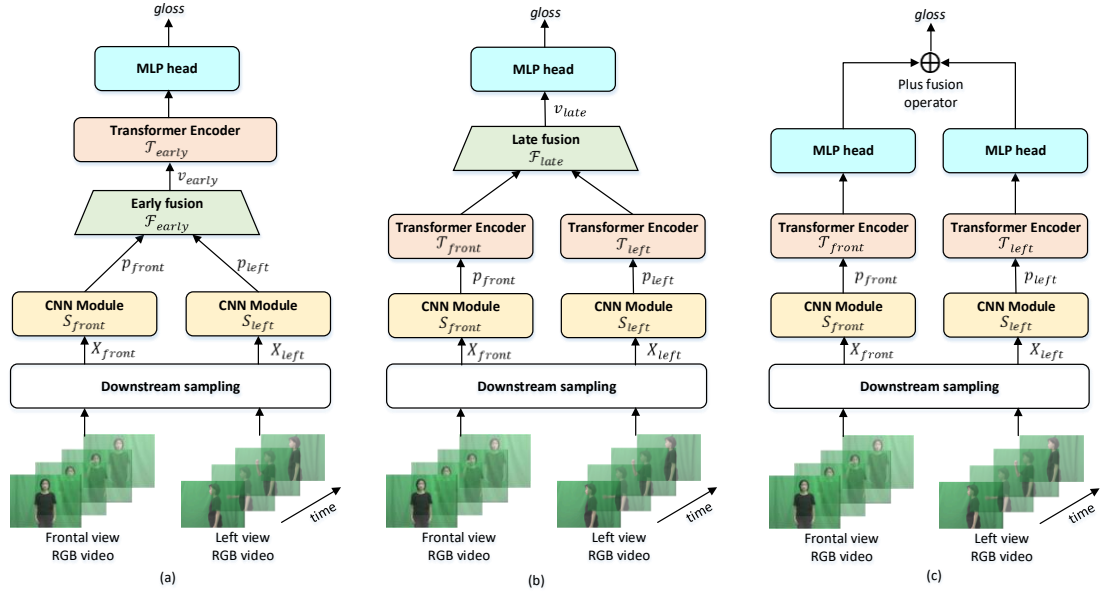 gloss
MLP head
Transformer Encoder
𝒯early
vearly
Early fusion
ℱearly
pfront
pleft
CNN Module
Sfront
CNN Module
Sleft
Xfront
Xleft
Downstream sampling
time
Frontal view
RGB video
Left view
RGB video
(a)
gloss
MLP head
vlate
Late fusion
ℱlate
Transformer Encoder
𝒯front
Transformer Encoder
𝒯left
pfront
pleft
CNN Module
Sfront
CNN Module
Sleft
Xfront
Xleft
Downstream sampling
time
Frontal view
RGB video
Left view
RGB video
(b)
gloss
Plus fusion
operator
MLP head
MLP head
Transformer Encoder
𝒯front
Transformer Encoder
𝒯left
pfront
pleft
CNN Module
Sfront
CNN Module
Sleft
Xfront
Xleft
Downstream sampling
time
Frontal view
RGB video
Left view
RGB video
(c)